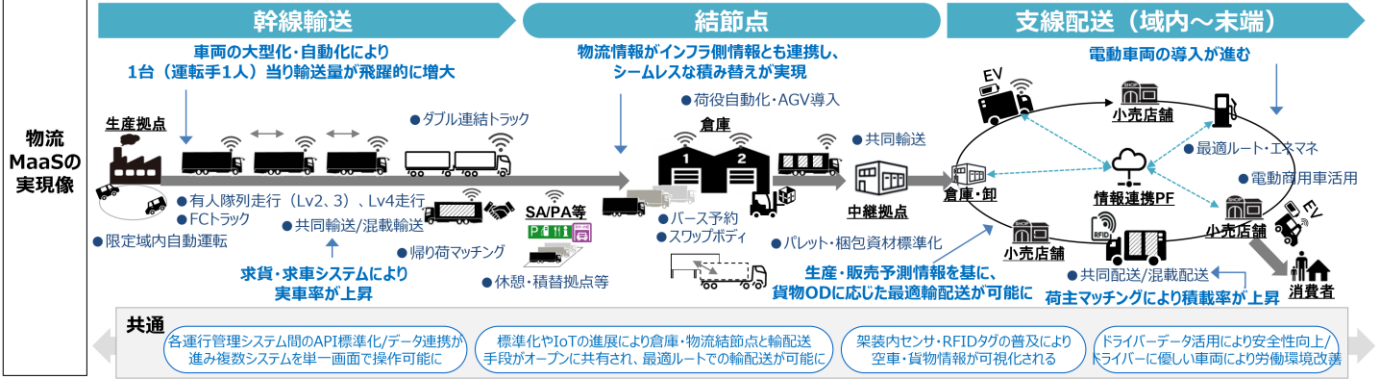 幹線輸送
結節点
支線配送（域内～末端）
物流
MaaSの
実現像
車両の大型化・自動化により
1台（運転手1人）当り輸送量が飛躍的に増大
物流情報がインフラ側情報とも連携し、
シームレスな積み替えが実現
電動車両の導入が進む
生産拠点
●ダブル連結トラック
●有人隊列走行（Lv2、3）、Lv4走行
●FCトラック
●共同輸送/混載輸送
●限定域内自動運転
●帰り荷マッチング
求貨・求車システムにより
実車率が上昇
SA/PA等
P
●休憩・積替拠点等
●荷役自動化・AGV導入
倉庫
1
2
●共同輸送
中継拠点
●バース予約
●スワップボディ
●パレット・梱包資材標準化
生産・販売予測情報を基に、
貨物ODに応じた最適輸配送が可能に
EV
SHOP
小売店舗
●最適ルート・エネマネ
倉庫・卸
情報連携PF
●電動商用車活用
SHOP
小売店舗
RFID
SHOP
小売店舗
EV
●共同配送/混載配送
荷主マッチングにより積載率が上昇
消費者
共通
各運行管理システム間のAPI標準化/データ連携が
進み複数システムを単一画面で操作可能に
標準化やIoTの進展により倉庫・物流結節点と輸配送
手段がオープンに共有され、最適ルートでの輸配送が可能に
架装内センサ・RFIDタグの普及により
空車・貨物情報が可視化される
ドライバーデータ活用により安全性向上/
ドライバーに優しい車両により労働環境改善